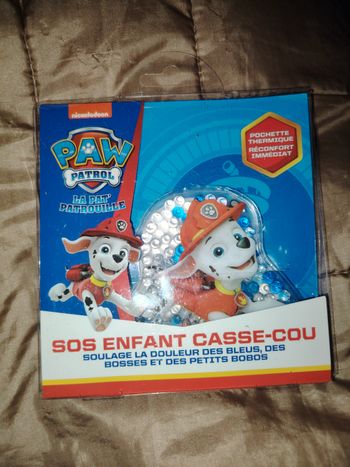 nickelodeon
PAW
PATROL
LA PAT'
PATROUILLE
POCHETTE
THERMIQUE
RÉCONFORT
IMMÉDIAT
SOS ENFANT CASSE-COU
SOULAGE LA DOULEUR DES BLEUS, DES
BOSSES ET DES PETITS BOBOS